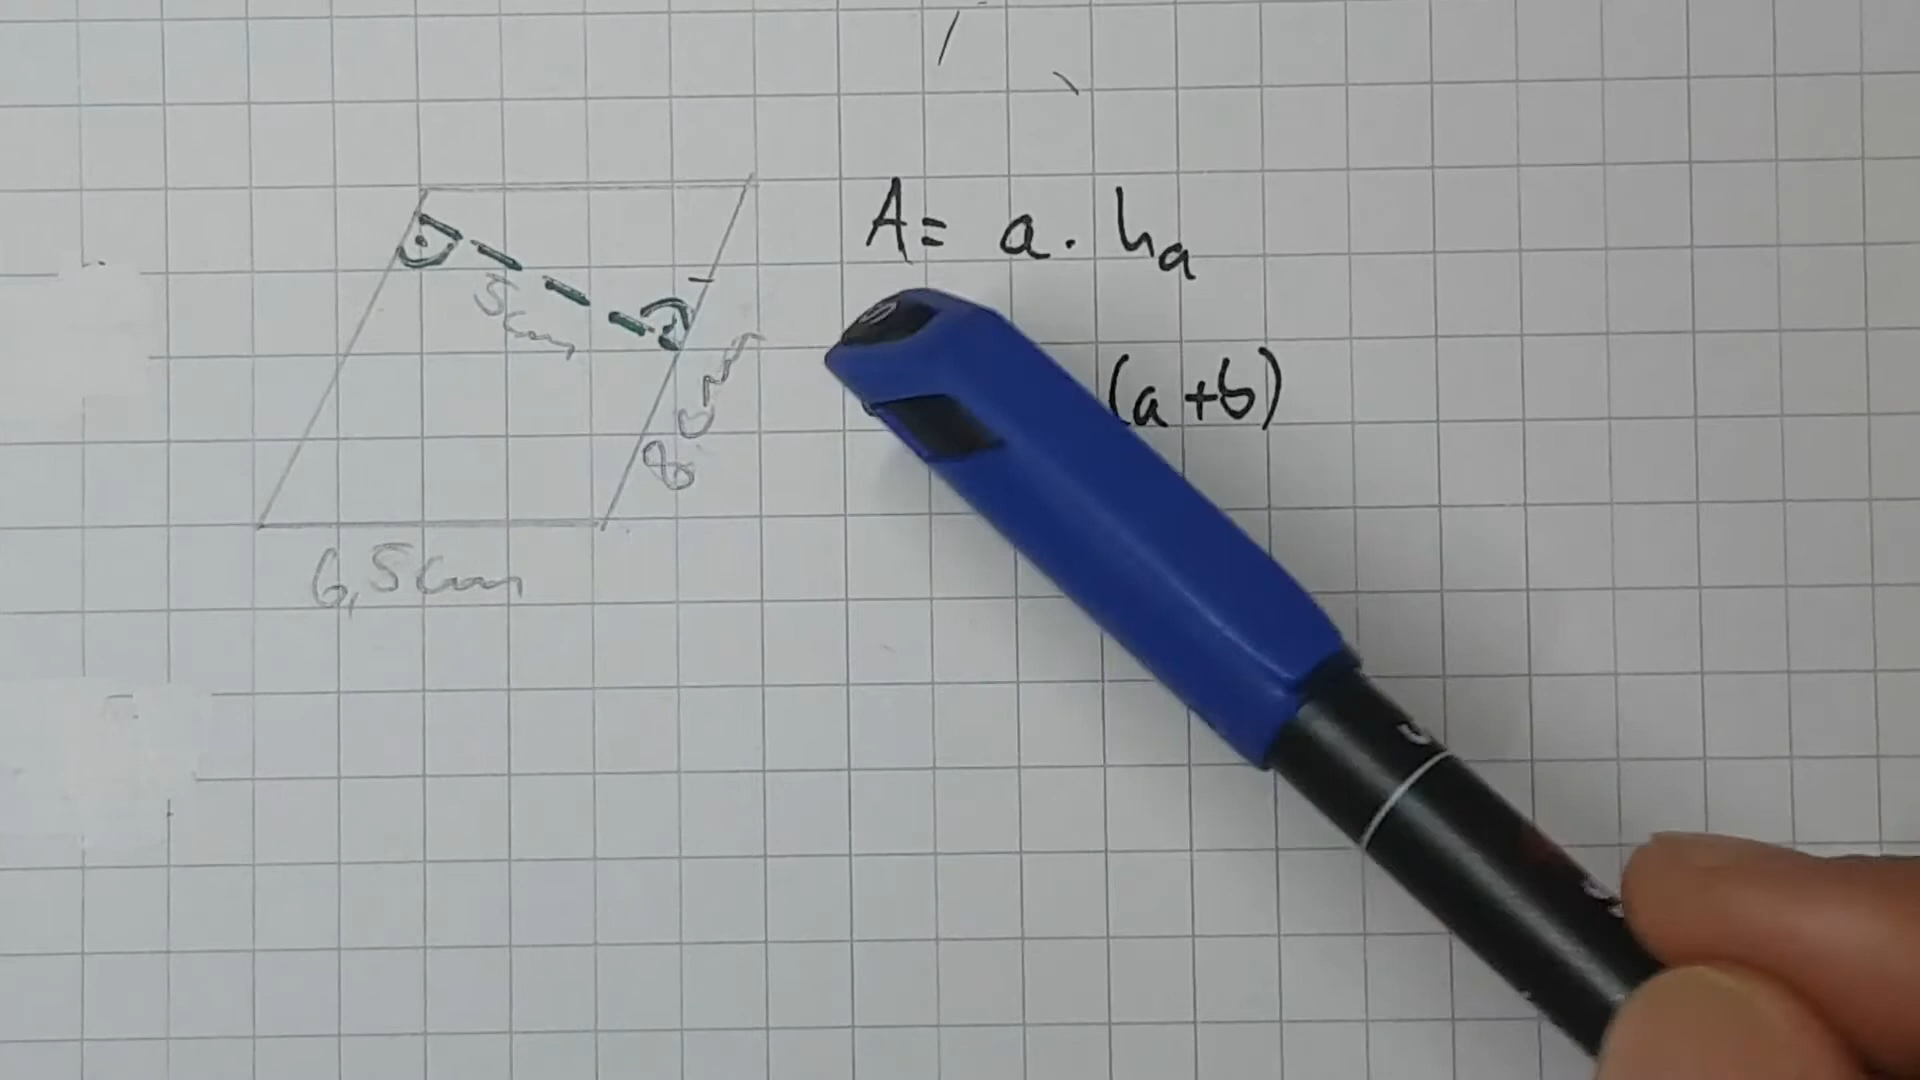 A = a · ha
5cm
8cm
(a+b)
6,5cm